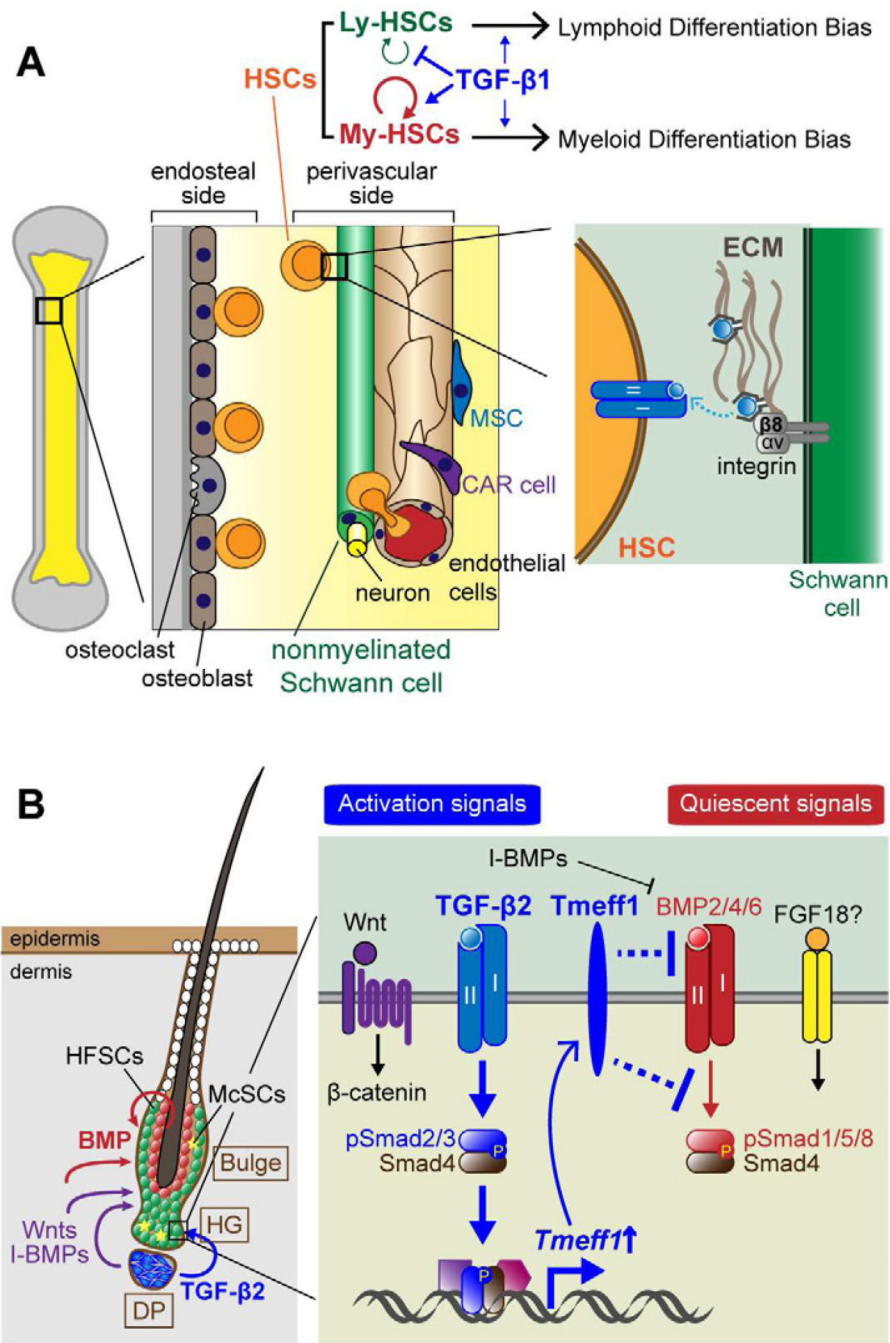 A
Ly-HSCs
Lymphoid Differentiation Bias
HSCs
TGF-β1
My-HSCs
Myeloid Differentiation Bias
endosteal
side
perivascular
side
ECM
MSC
CAR cell
β8
αv
integrin
II
I
HSC
Schwann
cell
endothelial
cells
neuron
osteoclast
osteoblast
nonmyelinated
Schwann cell
B
Activation signals
Quiescent signals
I-BMPs
Wnt
TGF-β2
Tmeff1
BMP2/4/6
FGF18?
epidermis
dermis
II
I
II
I
HFSCs
McSCs
β-catenin
BMP
pSmad2/3
Smad4
P
pSmad1/5/8
Smad4
P
Bulge
Wnts
I-BMPs
HG
Tmeff1↑
P
TGF-β2
DP